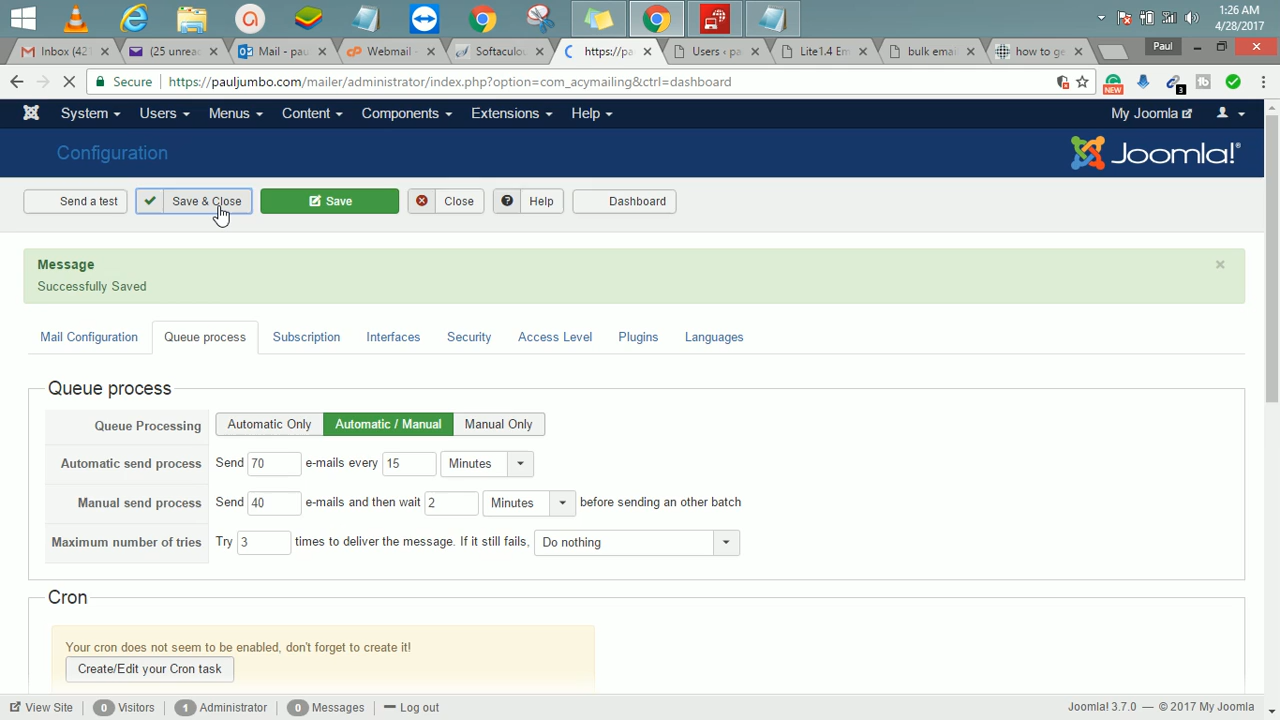 1:26 AM
4/28/2017
Inbox (42
(25 unrea
Mail - pau
Webmail -
Softaculou
https://pa
Users ‹ pa
Lite1.4 Em
bulk emai
how to ge
Paul
Secure https://pauljumbo.com/mailer/administrator/index.php?option=com_acymailing&ctrl=dashboard
NEW
3
System Users Menus Content Components Extensions Help My Joomla
Configuration
Joomla!®
Send a test Save & Close Save Close Help Dashboard
Message
×
Successfully Saved
Mail Configuration Queue process Subscription Interfaces Security Access Level Plugins Languages
Queue process
Queue Processing Automatic Only Automatic / Manual Manual Only
Automatic send process Send 70 e-mails every 15 Minutes
Manual send process Send 40 e-mails and then wait 2 Minutes before sending an other batch
Maximum number of tries Try 3 times to deliver the message. If it still fails, Do nothing
Cron
Your cron does not seem to be enabled, don't forget to create it!
Create/Edit your Cron task
View Site 0 Visitors 1 Administrator 0 Messages Log out Joomla! 3.7.0 — © 2017 My Joomla